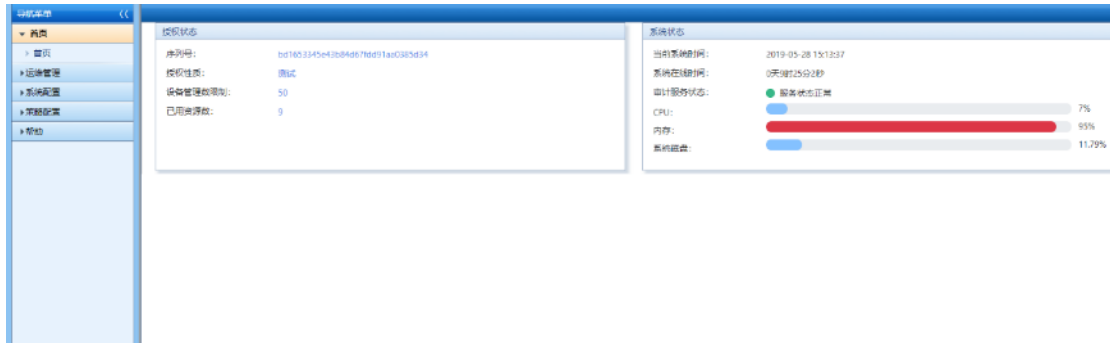 导航菜单
首页
首页
运维管理
系统配置
策略配置
帮助
授权状态
序列号:
授权性质: 测试
设备管理数限制: 50
已用资源数: 9
系统状态
当前系统时间: 2019-05-28 15:13:37
系统在线时间: 0天9时25分2秒
审计服务状态: 服务状态正常
CPU: 7%
内存: 95%
系统磁盘: 11.79%